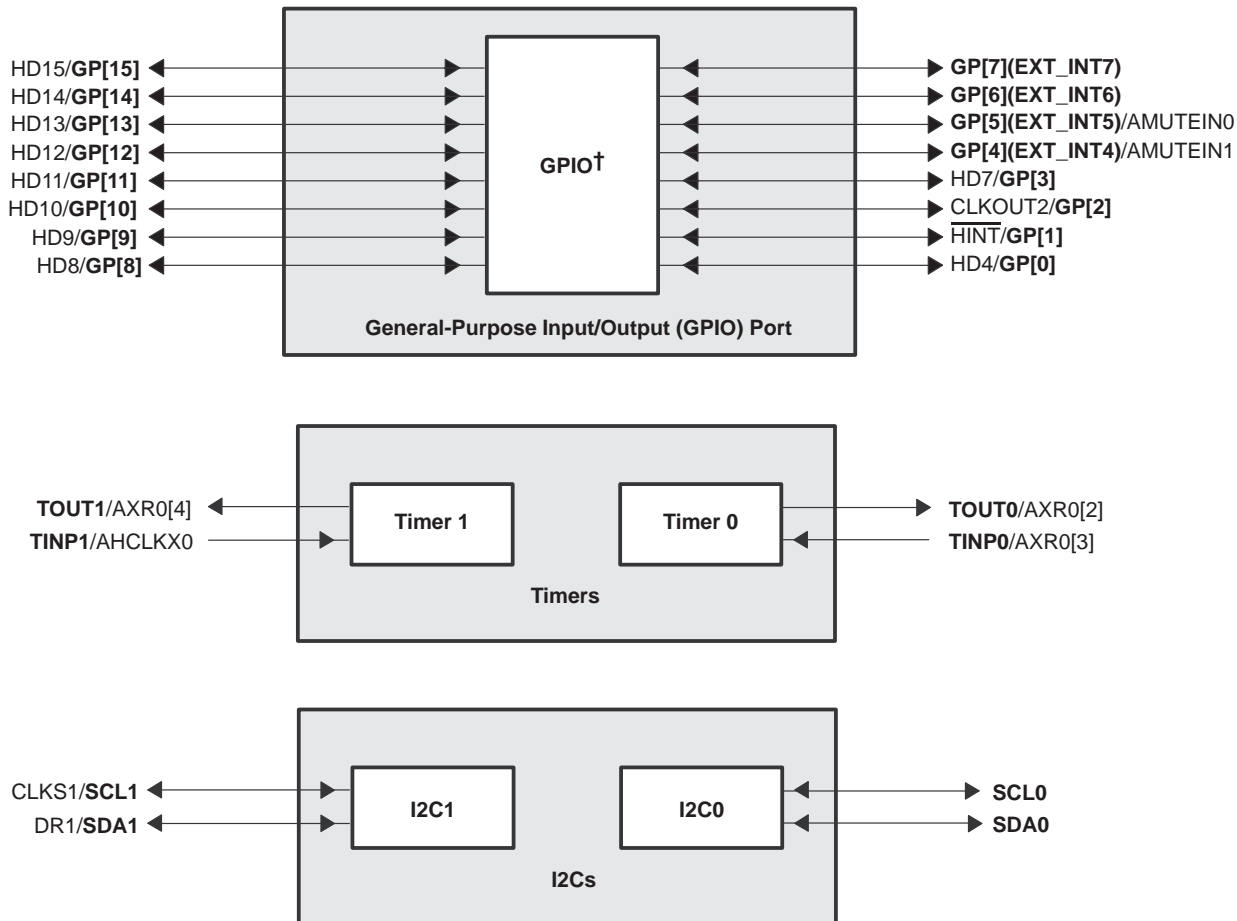 HD15/GP[15]
HD14/GP[14]
HD13/GP[13]
HD12/GP[12]
HD11/GP[11]
HD10/GP[10]
HD9/GP[9]
HD8/GP[8]
GPIO†
GP[7](EXT_INT7)
GP[6](EXT_INT6)
GP[5](EXT_INT5)/AMUTEIN0
GP[4](EXT_INT4)/AMUTEIN1
HD7/GP[3]
CLKOUT2/GP[2]
H̅I̅N̅T̅/GP[1]
HD4/GP[0]
General-Purpose Input/Output (GPIO) Port
TOUT1/AXR0[4]
TINP1/AHCLKX0
Timer 1
Timer 0
TOUT0/AXR0[2]
TINP0/AXR0[3]
Timers
CLKS1/SCL1
DR1/SDA1
I2C1
I2C0
SCL0
SDA0
I2Cs